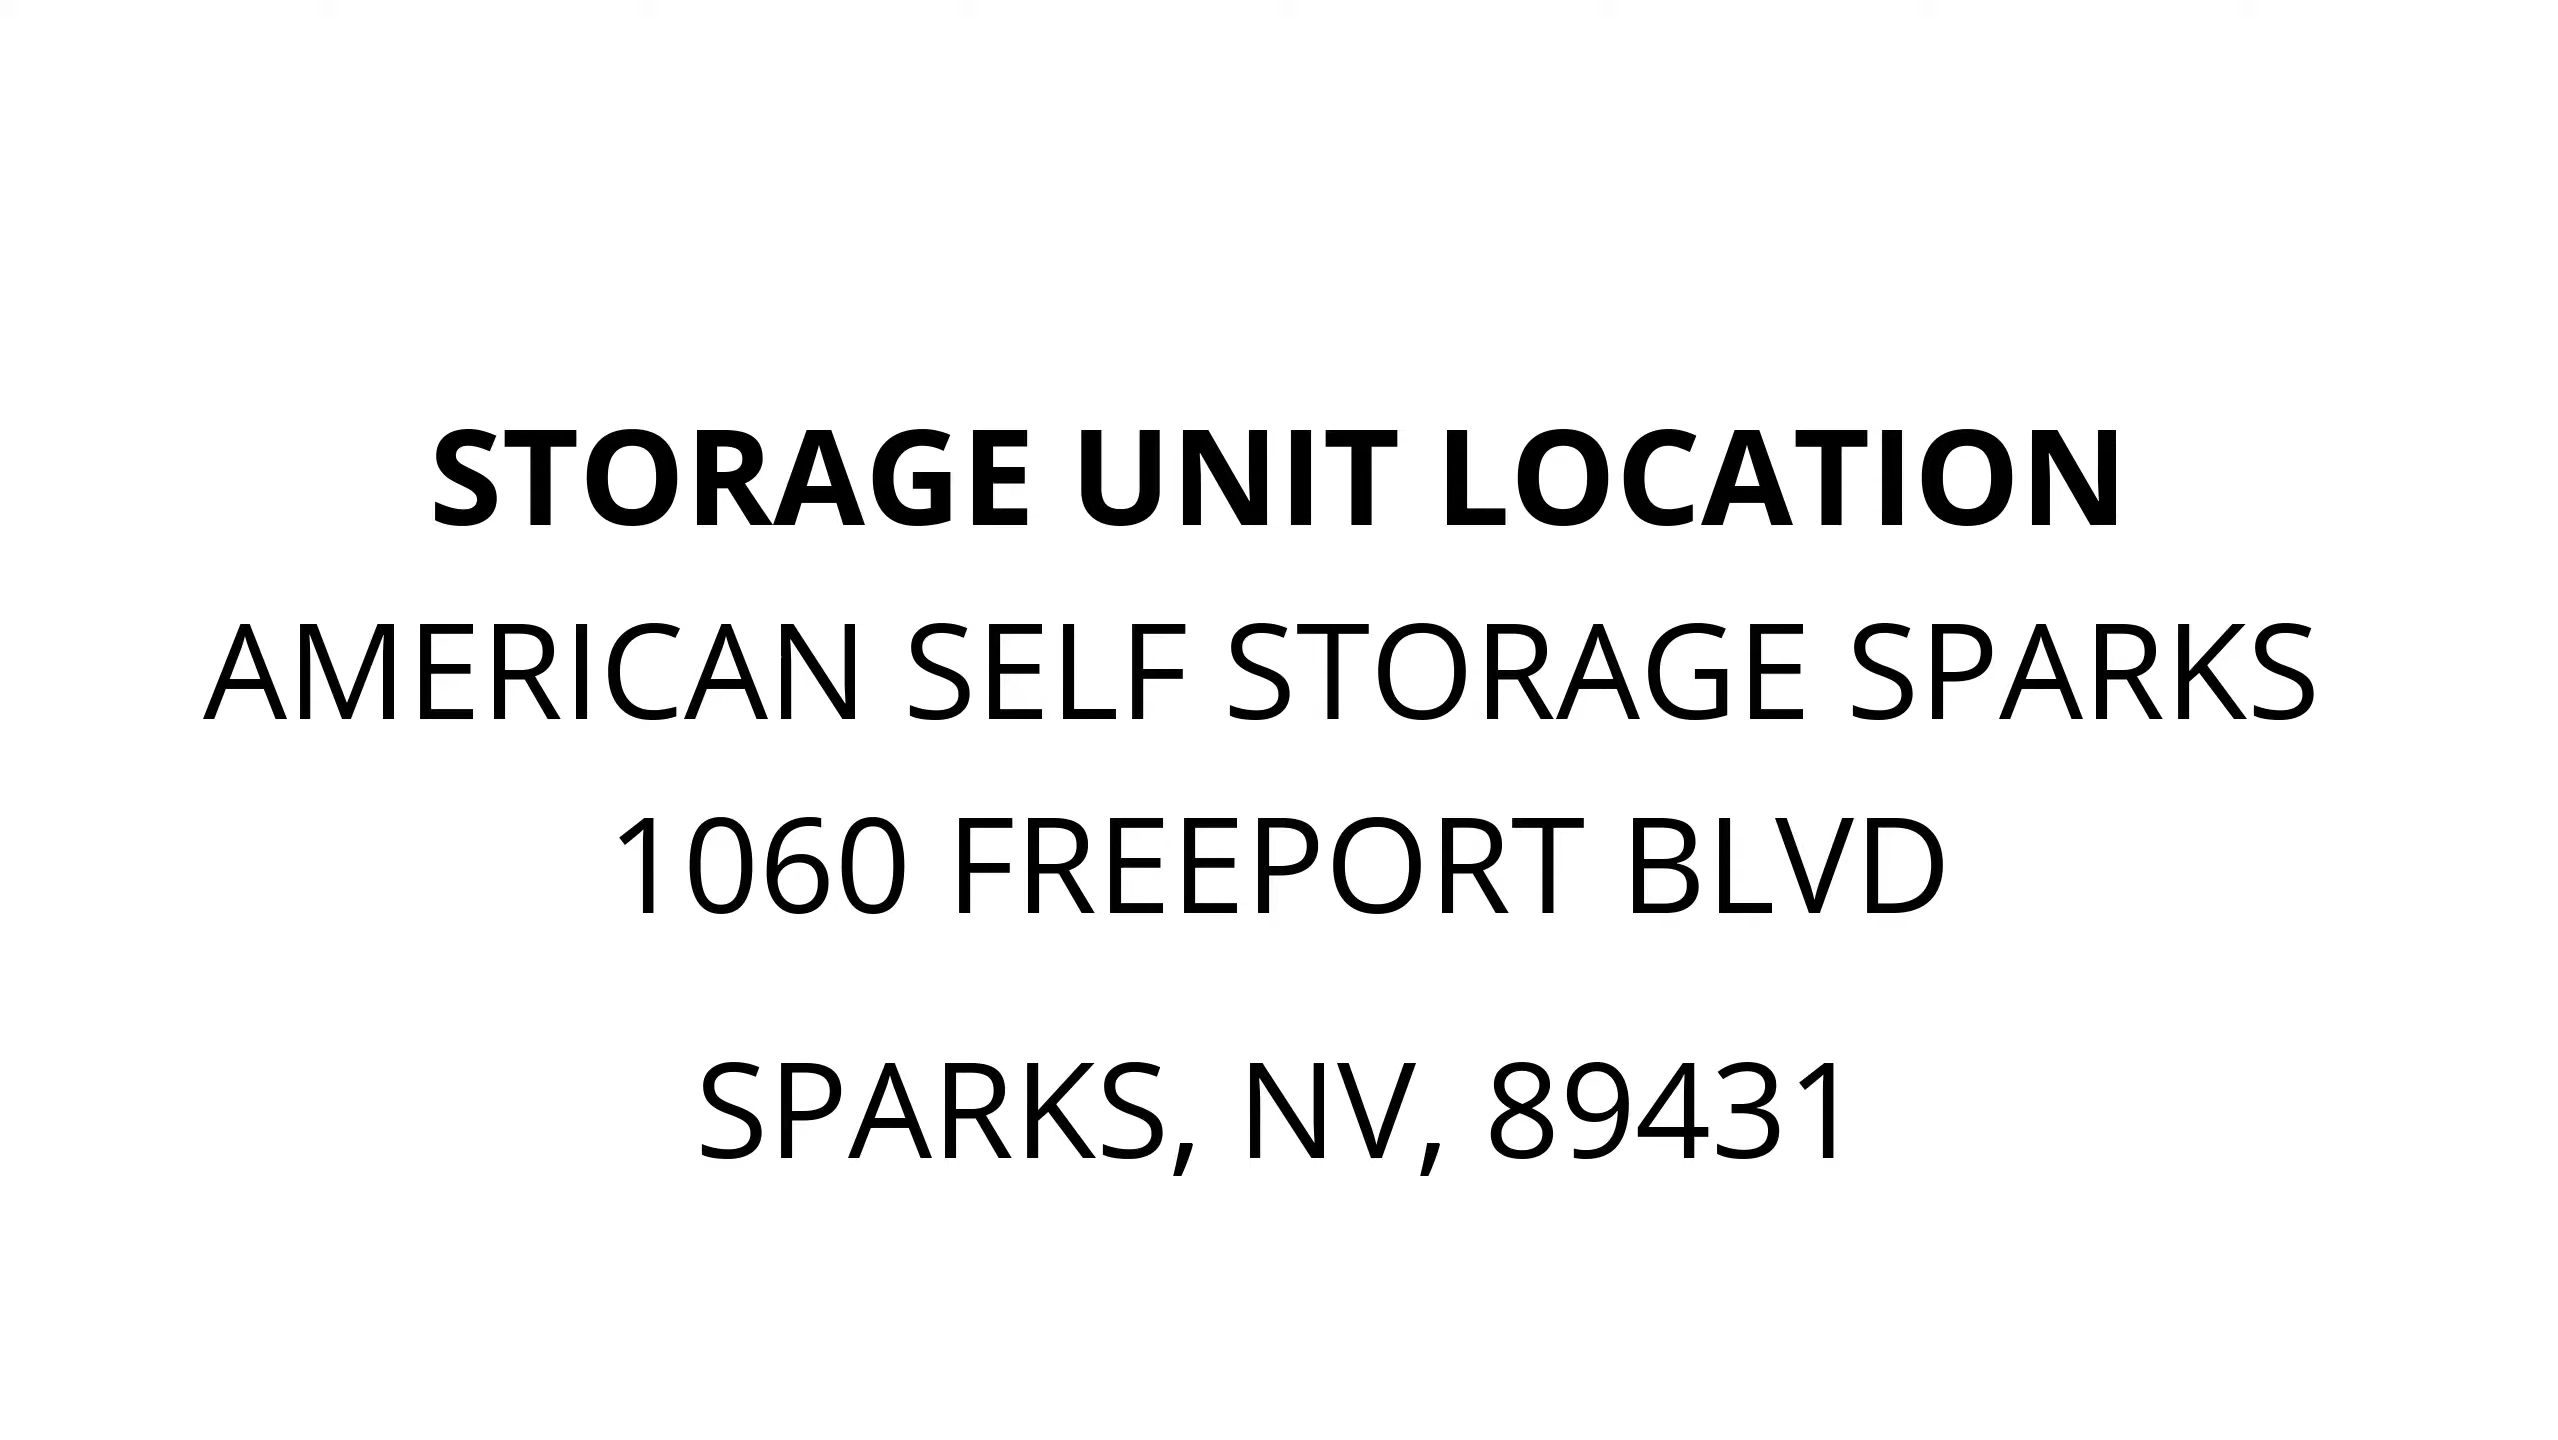 STORAGE UNIT LOCATION
AMERICAN SELF STORAGE SPARKS
1060 FREEPORT BLVD
SPARKS, NV, 89431